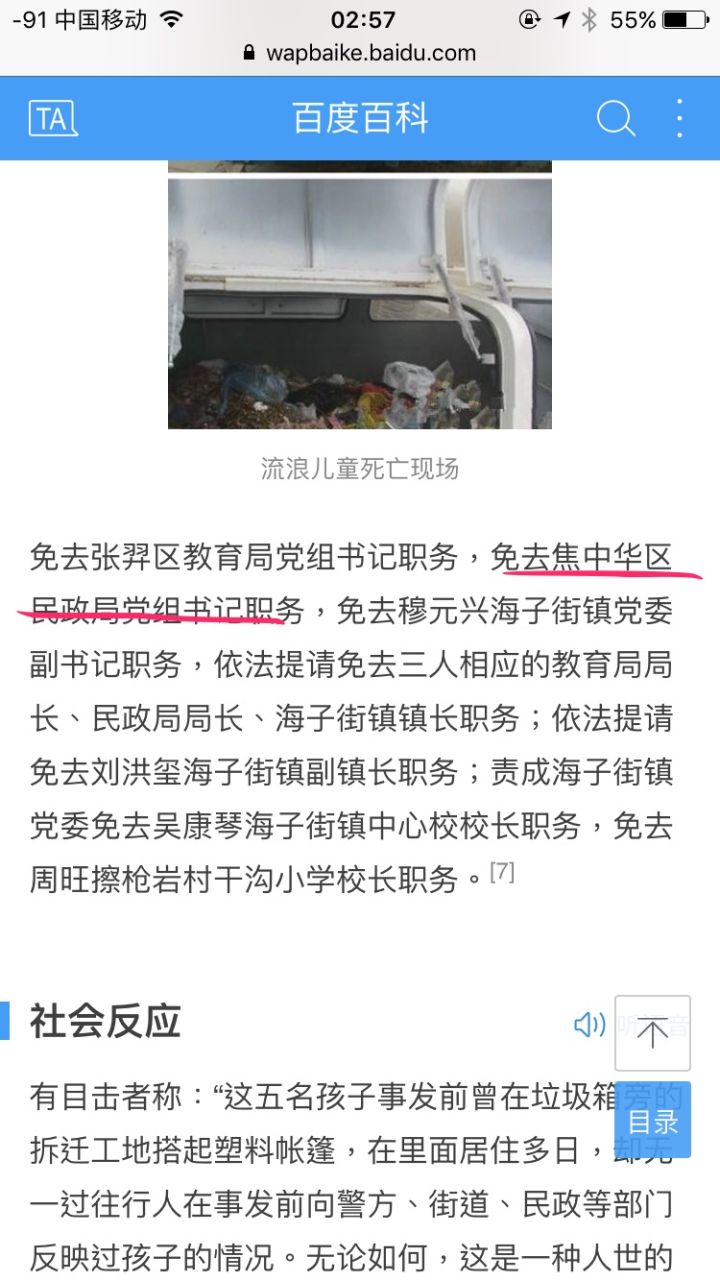 -91 中国移动 02:57 55%
wapbaike.baidu.com
TA 百度百科
流浪儿童死亡现场
免去张羿区教育局党组书记职务，免去焦中华区
民政局党组书记职务，免去穆元兴海子街镇党委
副书记职务，依法提请免去三人相应的教育局局
长、民政局局长、海子街镇镇长职务；依法提请
免去刘洪玺海子街镇副镇长职务；责成海子街镇
党委免去吴康琴海子街镇中心校校长职务，免去
周旺擦枪岩村干沟小学校长职务。[7]
社会反应 听语音
有目击者称：“这五名孩子事发前曾在垃圾箱旁的
目录
拆迁工地搭起塑料帐篷，在里面居住多日，却无
一过往行人在事发前向警方、街道、民政等部门
反映过孩子的情况。无论如何，这是一种人世的